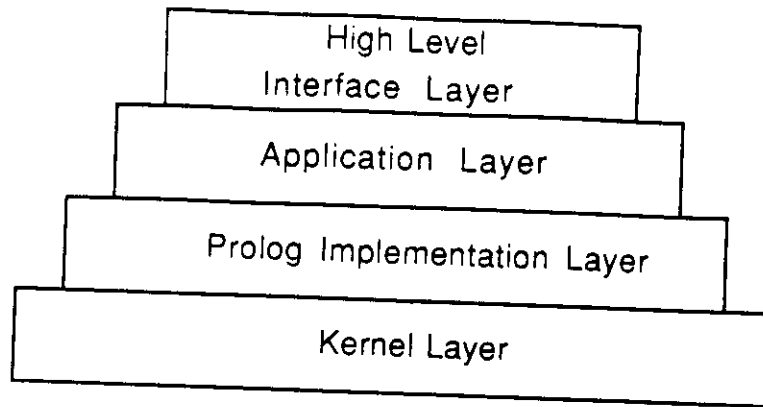 High Level
Interface Layer
Application Layer
Prolog Implementation Layer
Kernel Layer